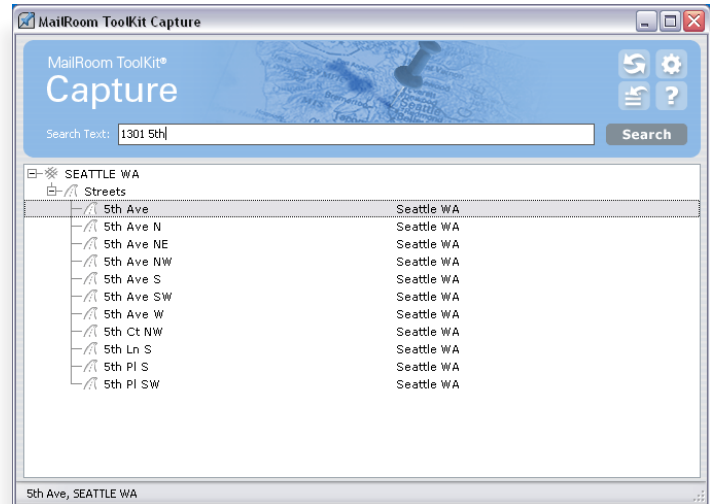 MailRoom ToolKit Capture
MailRoom ToolKit®
Capture
Seattle
Search Text: 1301 5th Search
SEATTLE WA
Streets
5th Ave Seattle WA
5th Ave N Seattle WA
5th Ave NE Seattle WA
5th Ave NW Seattle WA
5th Ave S Seattle WA
5th Ave SW Seattle WA
5th Ave W Seattle WA
5th Ct NW Seattle WA
5th Ln S Seattle WA
5th Pl S Seattle WA
5th Pl SW Seattle WA
5th Ave, SEATTLE WA